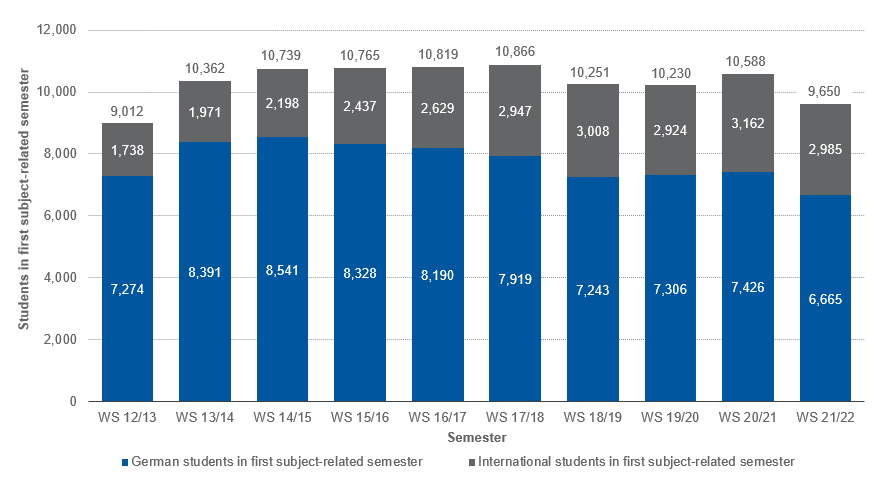 12,000
10,000
8,000
6,000
4,000
2,000
0
Students in first subject-related semester
9,012 10,362 10,739 10,765 10,819 10,866 10,251 10,230 10,588 9,650
1,738 1,971 2,198 2,437 2,629 2,947 3,008 2,924 3,162 2,985
7,274 8,391 8,541 8,328 8,190 7,919 7,243 7,306 7,426 6,665
WS 12/13 WS 13/14 WS 14/15 WS 15/16 WS 16/17 WS 17/18 WS 18/19 WS 19/20 WS 20/21 WS 21/22
Semester
German students in first subject-related semester International students in first subject-related semester